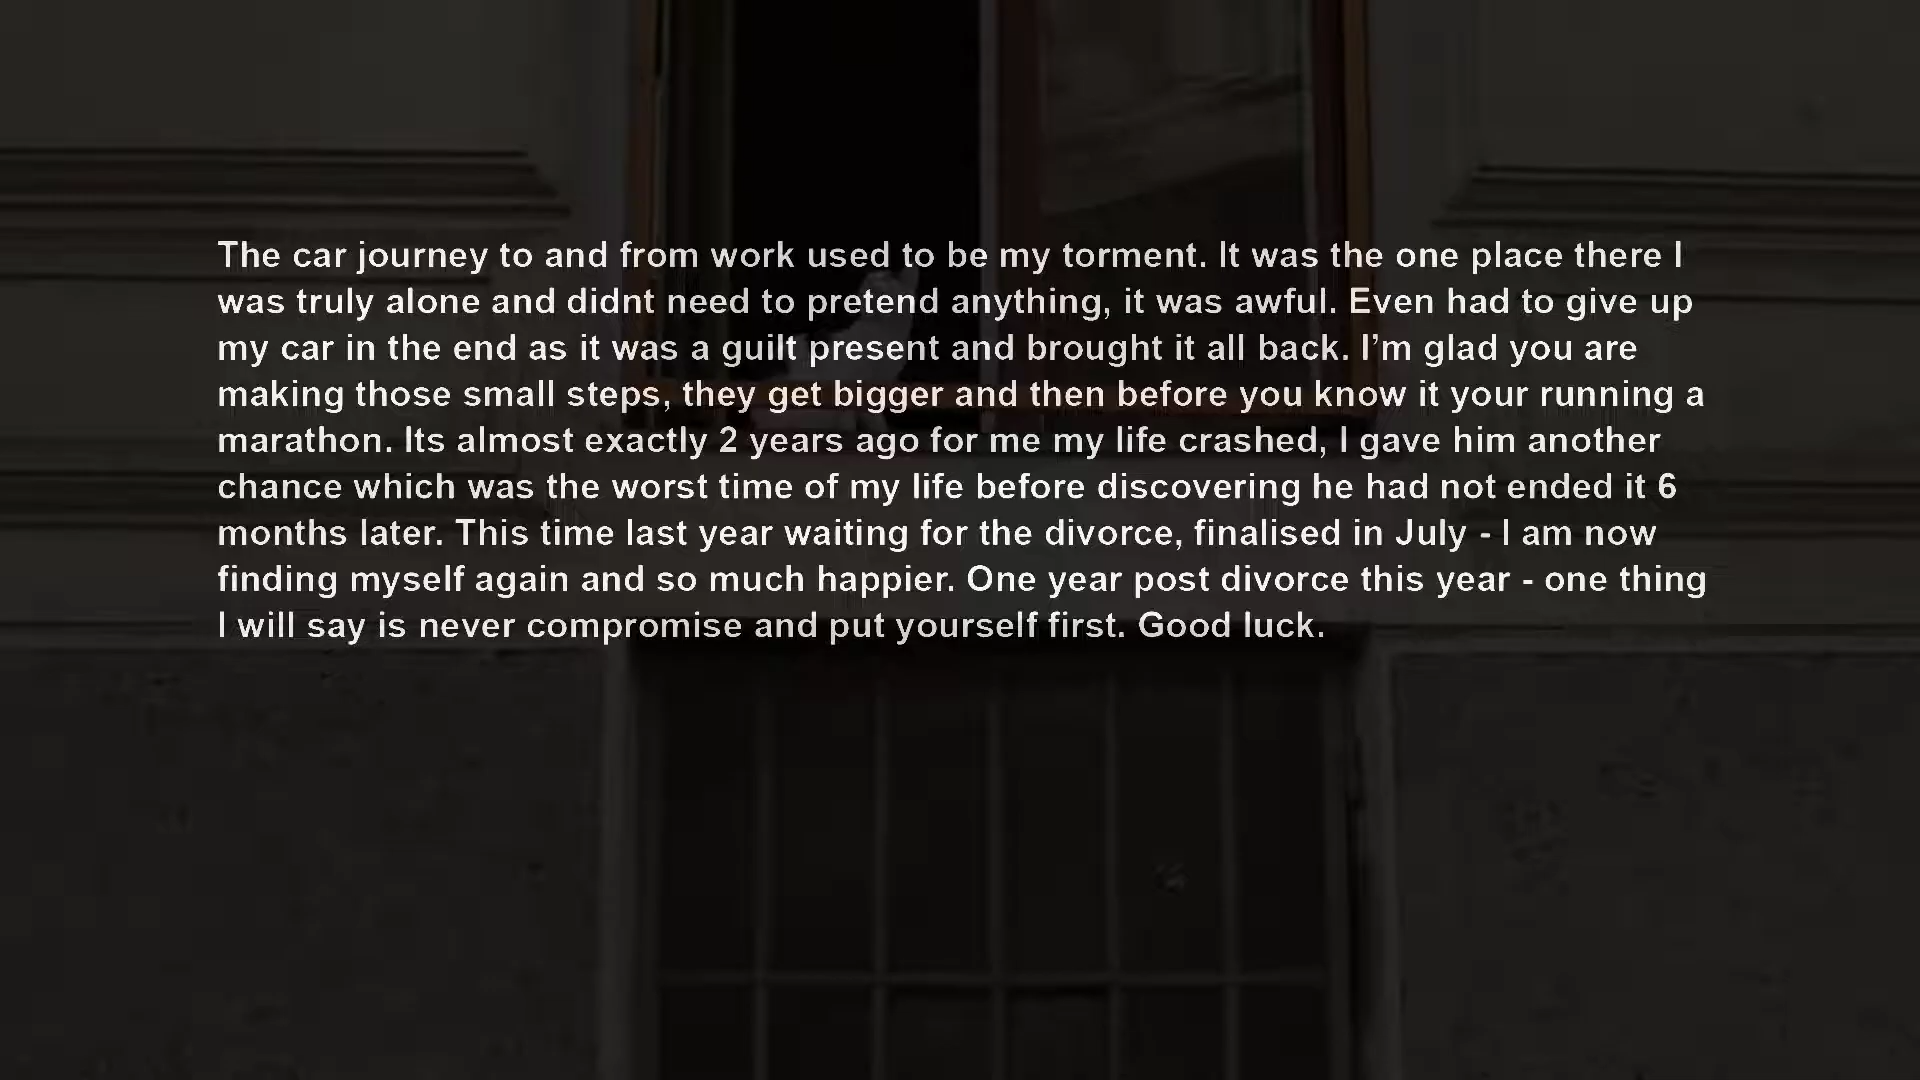 The car journey to and from work used to be my torment. It was the one place there I
was truly alone and didnt need to pretend anything, it was awful. Even had to give up
my car in the end as it was a guilt present and brought it all back. I’m glad you are
making those small steps, they get bigger and then before you know it your running a
marathon. Its almost exactly 2 years ago for me my life crashed, I gave him another
chance which was the worst time of my life before discovering he had not ended it 6
months later. This time last year waiting for the divorce, finalised in July - I am now
finding myself again and so much happier. One year post divorce this year - one thing
I will say is never compromise and put yourself first. Good luck.